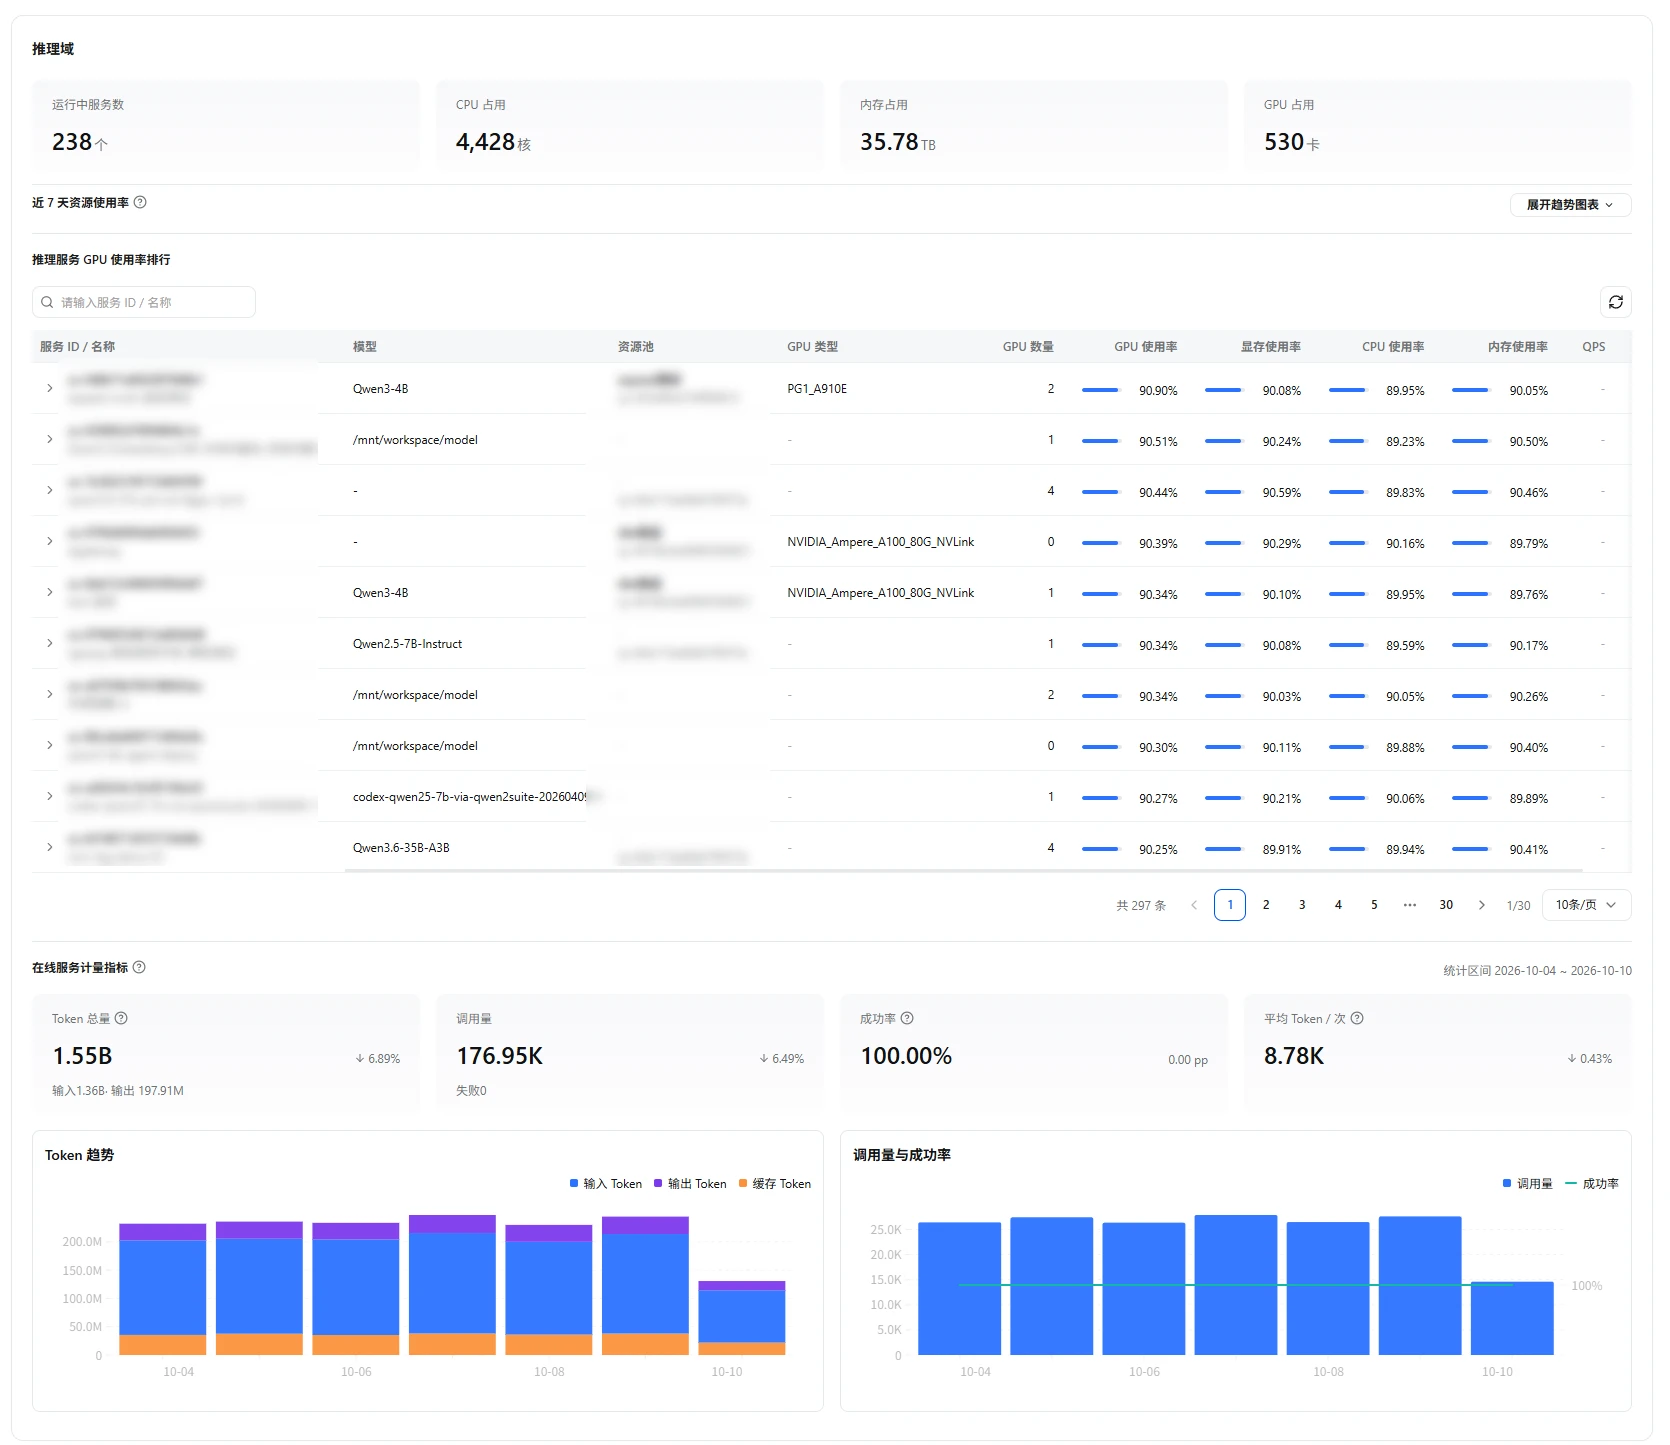 推理域
运行中服务数 CPU 占用 内存占用 GPU 占用
238个 4,428核 35.78TB 530卡
近 7 天资源使用率 展开趋势图表
推理服务 GPU 使用率排行
请输入服务 ID / 名称
服务 ID / 名称 模型 资源池 GPU 类型 GPU 数量 GPU 使用率 显存使用率 CPU 使用率 内存使用率 QPS
Qwen3-4B PG1_A910E 2 90.90% 90.08% 89.95% 90.05% -
/mnt/workspace/model - 1 90.51% 90.24% 89.23% 90.50% -
- - 4 90.44% 90.59% 89.83% 90.46% -
- NVIDIA_Ampere_A100_80G_NVLink 0 90.39% 90.29% 90.16% 89.79% -
Qwen3-4B NVIDIA_Ampere_A100_80G_NVLink 1 90.34% 90.10% 89.95% 89.76% -
Qwen2.5-7B-Instruct - 1 90.34% 90.08% 89.59% 90.17% -
/mnt/workspace/model - 2 90.34% 90.03% 90.05% 90.26% -
/mnt/workspace/model - 0 90.30% 90.11% 89.88% 90.40% -
codex-qwen25-7b-via-qwen2suite-20260409 - 1 90.27% 90.21% 90.06% 89.89% -
Qwen3.6-35B-A3B - 4 90.25% 89.91% 89.94% 90.41% -
共 297 条 1 2 3 4 5 ••• 30 1/30 10条/页
在线服务计量指标 统计区间 2026-10-04 ~ 2026-10-10
Token 总量 调用量 成功率 平均 Token / 次
1.55B ↓ 6.89% 176.95K ↓ 6.49% 100.00% 0.00 pp 8.78K ↓ 0.43%
输入1.36B· 输出 197.91M 失败0
Token 趋势
输入 Token 输出 Token 缓存 Token
200.0M
150.0M
100.0M
50.0M
0
10-04 10-06 10-08 10-10
调用量与成功率
调用量 成功率
25.0K
20.0K
15.0K 100%
10.0K
5.0K
0
10-04 10-06 10-08 10-10